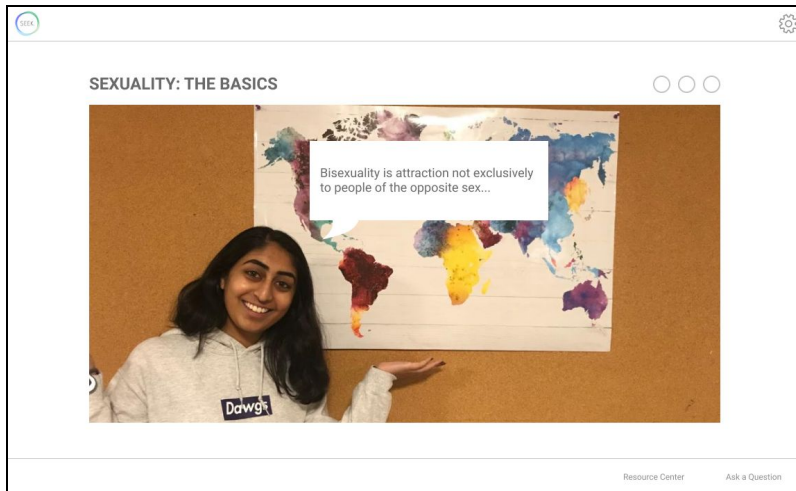 SEEK
SEXUALITY: THE BASICS
Bisexuality is attraction not exclusively
to people of the opposite sex...
Dawgs
Resource Center
Ask a Question